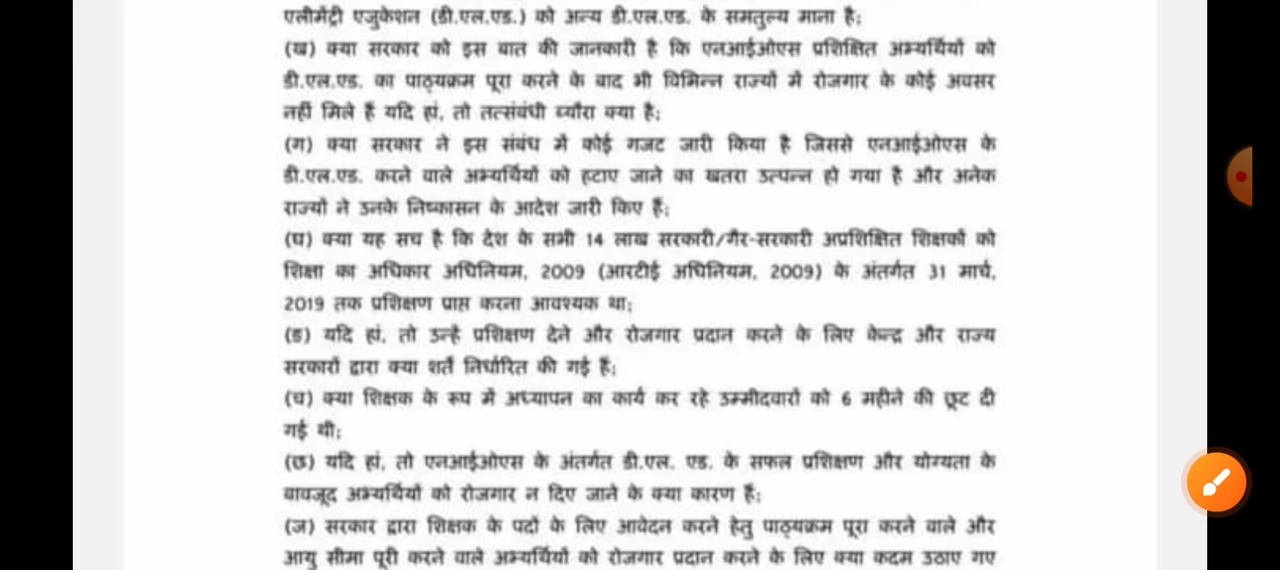 एलीमेंट्री एजुकेशन (डी.एल.एड.) को अन्य डी.एल.एड. के समतुल्य माना है;
(ख) क्या सरकार को इस बात की जानकारी है कि एनआईओएस प्रशिक्षित अभ्यर्थियों को
डी.एल.एड. का पाठ्यक्रम पूरा करने के बाद भी विभिन्न राज्यों में रोजगार के कोई अवसर
नहीं मिले हैं यदि हां, तो तत्संबंधी ब्यौरा क्या है;
(ग) क्या सरकार ने इस संबंध में कोई गजट जारी किया है जिससे एनआईओएस के
डी.एल.एड. करने वाले अभ्यर्थियों को हटाए जाने का खतरा उत्पन्न हो गया है और अनेक
राज्यों ने उनके निष्कासन के आदेश जारी किए हैं;
(घ) क्या यह सच है कि देश के सभी 14 लाख सरकारी/गैर-सरकारी अप्रशिक्षित शिक्षकों को
शिक्षा का अधिकार अधिनियम, 2009 (आरटीई अधिनियम, 2009) के अंतर्गत 31 मार्च,
2019 तक प्रशिक्षण प्राप्त करना आवश्यक था;
(ङ) यदि हां, तो उन्हें प्रशिक्षण देने और रोजगार प्रदान करने के लिए केन्द्र और राज्य
सरकारों द्वारा क्या शर्तें निर्धारित की गई हैं;
(च) क्या शिक्षक के रूप में अध्यापन का कार्य कर रहे उम्मीदवारों को 6 महीने की छूट दी
गई थी;
(छ) यदि हां, तो एनआईओएस के अंतर्गत डी.एल. एड. के सफल प्रशिक्षण और योग्यता के
बावजूद अभ्यर्थियों को रोजगार न दिए जाने के क्या कारण हैं;
(ज) सरकार द्वारा शिक्षक के पदों के लिए आवेदन करने हेतु पाठ्यक्रम पूरा करने वाले और
आयु सीमा पूरी करने वाले अभ्यर्थियों को रोजगार प्रदान करने के लिए क्या कदम उठाए गए